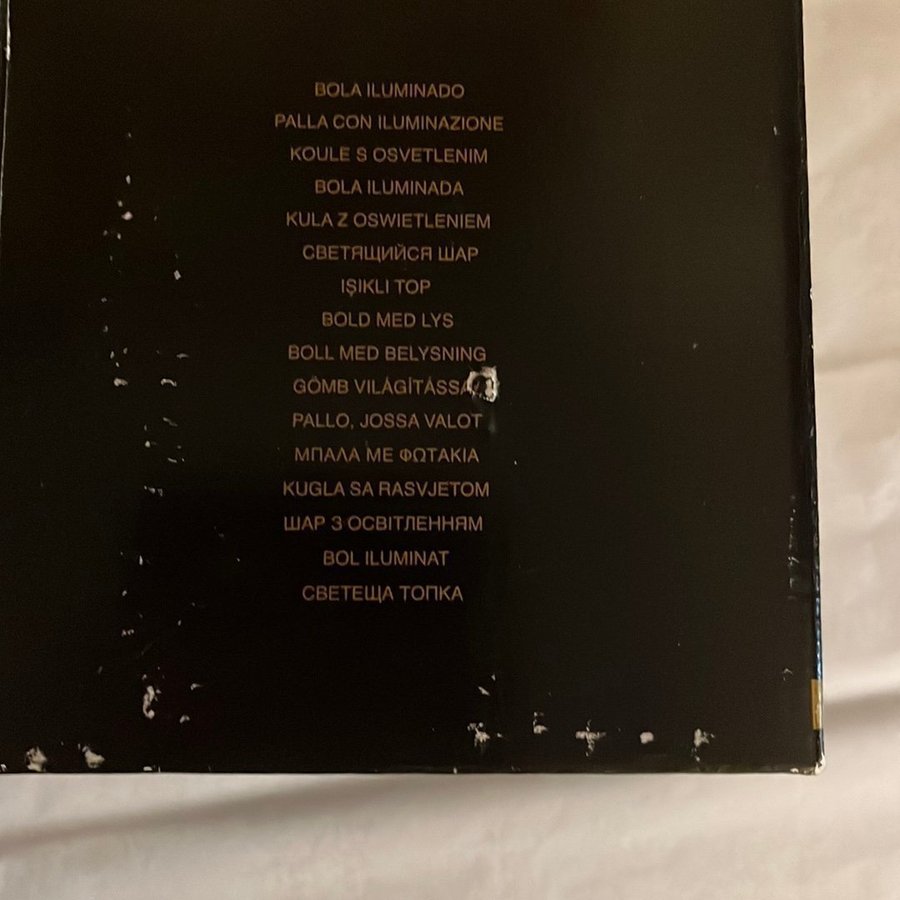 BOLA ILUMINADO
PALLA CON ILUMINAZIONE
KOULE S OSVETLENIM
BOLA ILUMINADA
KULA Z OSWIETLENIEM
СВЕТЯЩИЙСЯ ШАР
IŞIKLI TOP
BOLD MED LYS
BOLL MED BELYSNING
GÖMB
PALLO, JOSSA VALOT
ΜΠΑΛΑ ΜΕ ΦΩΤΑΚΙΑ
KUGLA SA RASVJETOM
ШАР З ОСВІТЛЕННЯМ
BOL ILUMINAT
СВЕТЕЩА ТОПКА